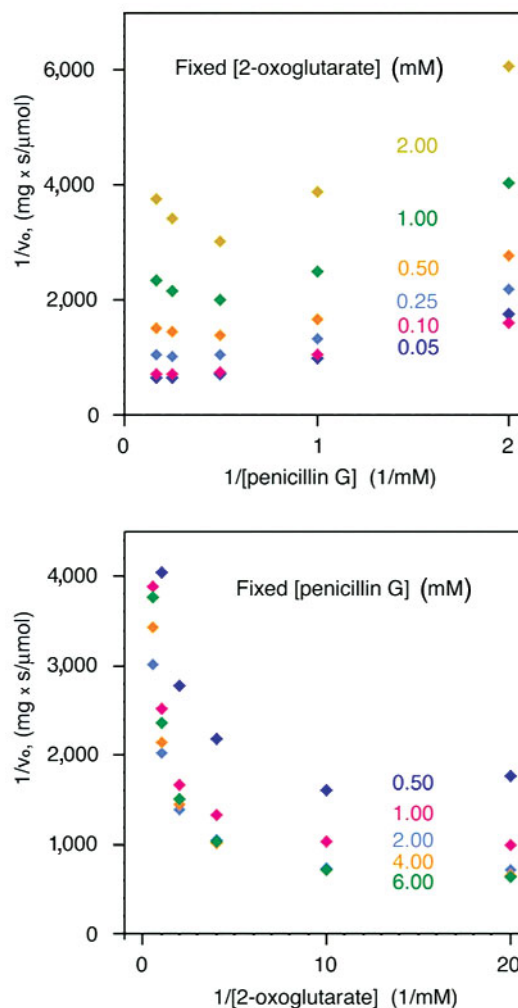 6,000
Fixed [2-oxoglutarate] (mM)
2.00
4,000
1.00
0.50
2,000
0.25
0.10
0.05
0
0 1 2
1/v₀, (mg x s/µmol)
1/[penicillin G] (1/mM)
4,000
Fixed [penicillin G] (mM)
3,000
2,000
0.50
1.00
2.00
1,000
4.00
6.00
0
0 10 20
1/v₀, (mg x s/µmol)
1/[2-oxoglutarate] (1/mM)